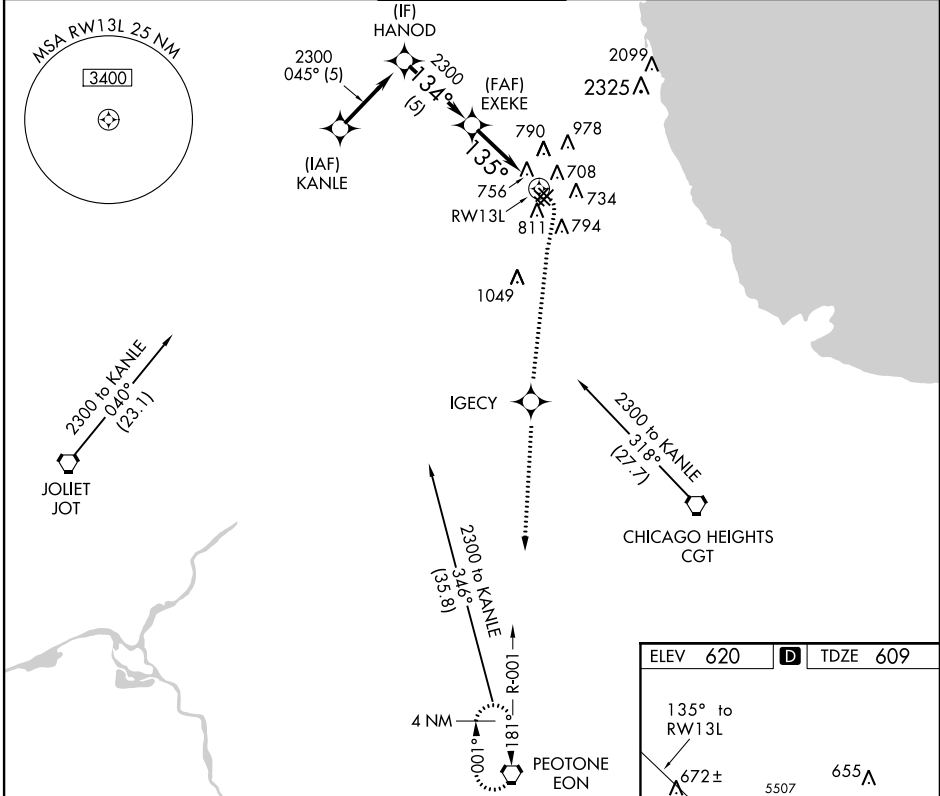 MSA RW13L 25 NM
3400
(IF)
HANOD
2300
045° (5)
2300
134°
(5)
(FAF)
EXEKE
135°
(IAF)
KANLE
2099
2325
790
978
756
708
734
RW13L
811
794
1049
IGECY
2300 to KANLE
040°
(23.1)
JOLIET
JOT
2300 to KANLE
318°
(27.7)
CHICAGO HEIGHTS
CGT
2300 to KANLE
346°
(35.8)
R-001
181°
001°
4 NM
PEOTONE
EON
ELEV 620 D TDZE 609
135° to
RW13L
672±
5507
655